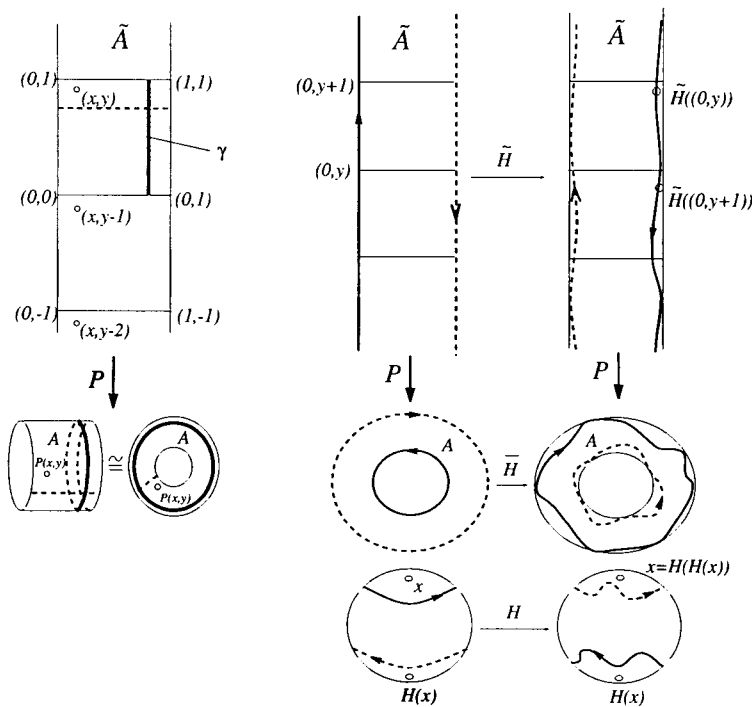 Ã
(0,1)
(1,1)
(x,y)
γ
(0,0)
(0,1)
(x,y-1)
(0,-1)
(1,-1)
(x,y-2)
P
A
P(x,y)
≅
A
P(x,y)
Ã
(0,y+1)
(0,y)
H̃
Ã
H̃((0,y))
H̃((0,y+1))
P
P
A
H̅
A
x
H
H(x)
x=H(H(x))
H(x)